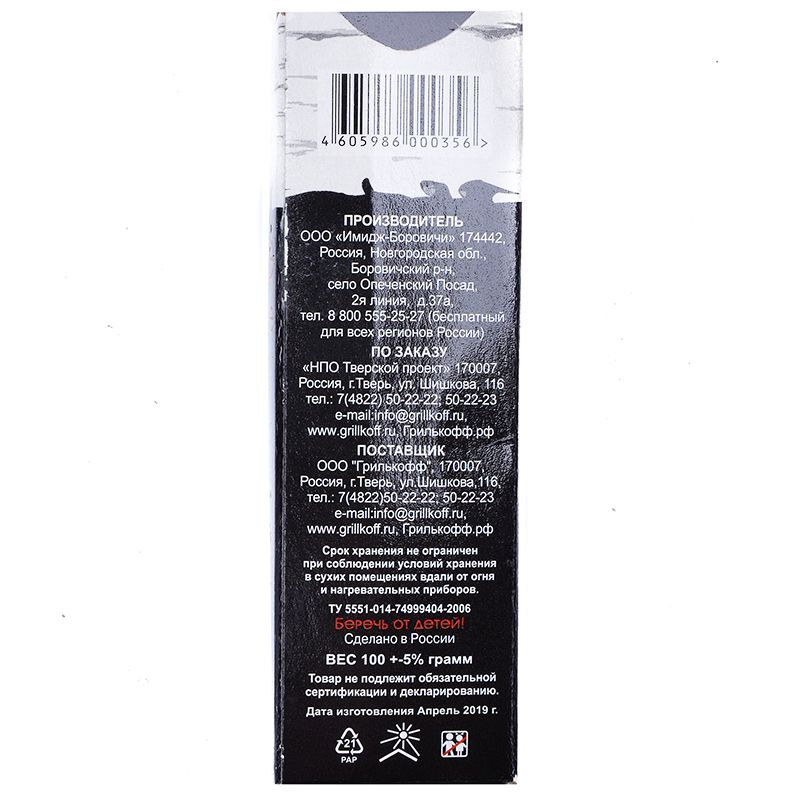 4 605986 000356 >
ПРОИЗВОДИТЕЛЬ
ООО «Имидж-Боровичи» 174442,
Россия, Новгородская обл.,
Боровичский р-н,
село Опеченский Посад,
2я линия, д.37а,
тел. 8 800 555-25-27 (бесплатный
для всех регионов России)
ПО ЗАКАЗУ
«НПО Тверской проект» 170007,
Россия, г.Тверь, ул. Шишкова, 116
тел.: 7(4822) 50-22-22; 50-22-23
e-mail:info@grillkoff.ru,
www.grillkoff.ru, Грилькофф.рф
ПОСТАВЩИК
ООО "Грилькофф", 170007,
Россия, г.Тверь, ул.Шишкова,116,
тел.: 7(4822)50-22-22; 50-22-23
e-mail:info@grillkoff.ru,
www.grillkoff.ru, Грилькофф.рф
Срок хранения не ограничен
при соблюдении условий хранения
в сухих помещениях вдали от огня
и нагревательных приборов.
ТУ 5551-014-74999404-2006
Беречь от детей!
Сделано в России
ВЕС 100 +-5% грамм
Товар не подлежит обязательной
сертификации и декларированию.
Дата изготовления Апрель 2019 г.
21
PAP